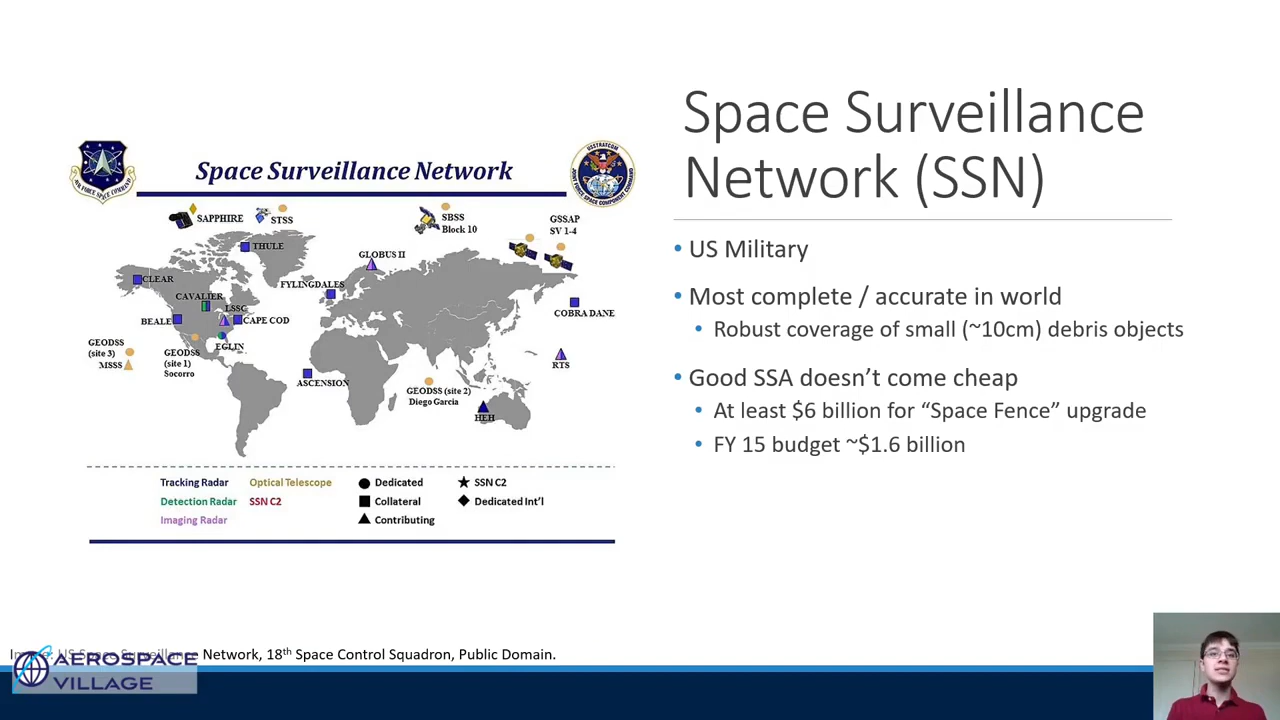 Space Surveillance
Network (SSN)
• US Military
• Most complete / accurate in world
• Robust coverage of small (~10cm) debris objects
• Good SSA doesn't come cheap
• At least $6 billion for “Space Fence” upgrade
• FY 15 budget ~$1.6 billion
Space Surveillance Network
AIR FORCE SPACE COMMAND
USSTRATCOM
SAPPHIRE
STSS
SBSS
Block 10
GSSAP
SV 1-4
THULE
GLOBUS II
CLEAR
FYLINGDALES
CAVALIER
LSSC
COBRA DANE
BEALE
CAPE COD
EGLIN
GEODSS
(site 3)
MSSS
GEODSS
(site 1)
Socorro
RTS
ASCENSION
GEODSS (site 2)
Diego Garcia
HEH
Tracking Radar
Optical Telescope
Dedicated
SSN C2
Detection Radar
SSN C2
Collateral
Dedicated Int'l
Imaging Radar
Contributing
Network, 18th Space Control Squadron, Public Domain.
AEROSPACE
VILLAGE